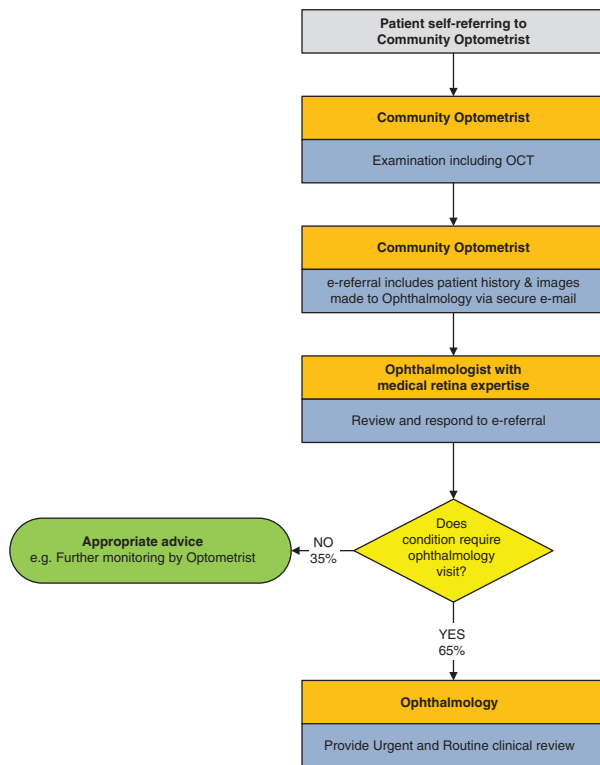 Patient self-referring to
Community Optometrist
Community Optometrist
Examination including OCT
Community Optometrist
e-referral includes patient history & images
made to Ophthalmology via secure e-mail
Ophthalmologist with
medical retina expertise
Review and respond to e-referral
Does
condition require
ophthalmology
visit?
NO
35%
Appropriate advice
e.g. Further monitoring by Optometrist
YES
65%
Ophthalmology
Provide Urgent and Routine clinical review